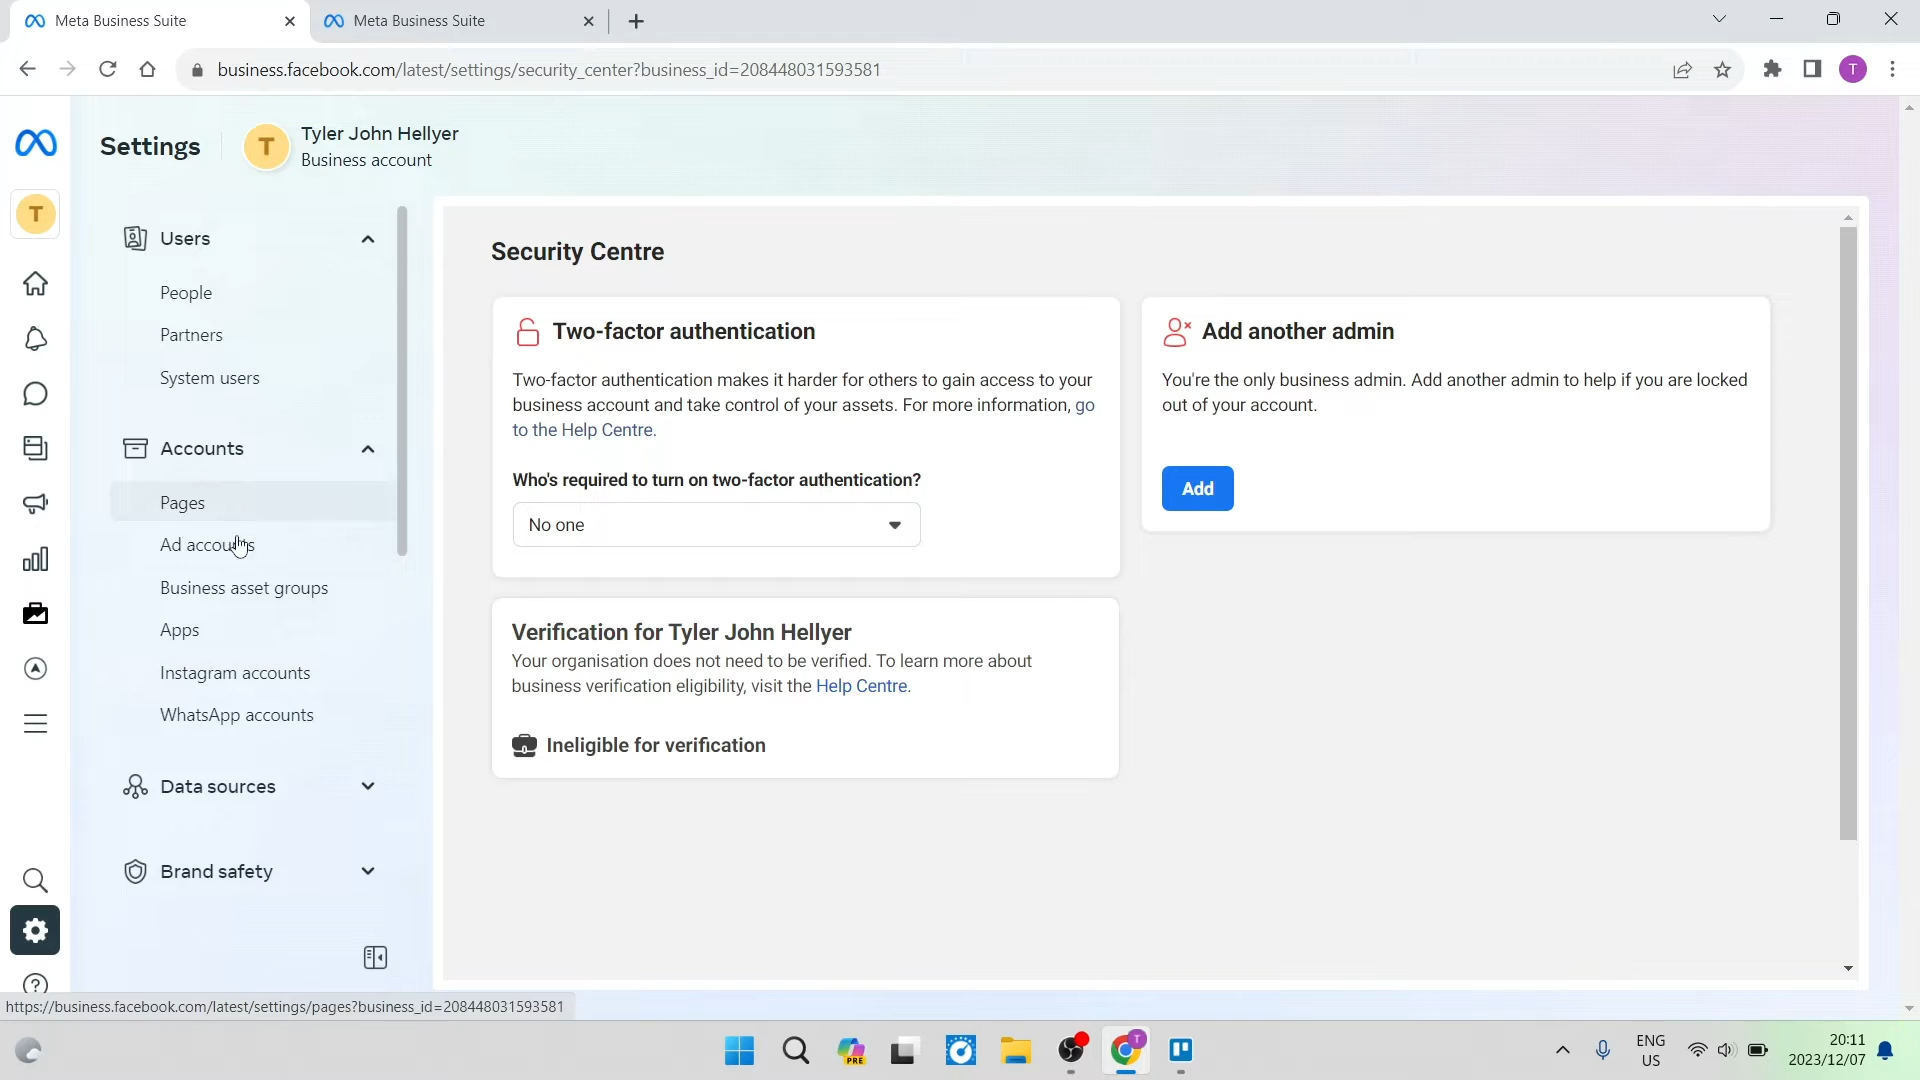 Meta Business Suite
Meta Business Suite
business.facebook.com/latest/settings/security_center?business_id=208448031593581
T
Settings
T
Tyler John Hellyer
Business account
T
Users
People
Partners
System users
Accounts
Pages
Ad accounts
Business asset groups
Apps
Instagram accounts
WhatsApp accounts
Data sources
Brand safety
Security Centre
Two-factor authentication
Two-factor authentication makes it harder for others to gain access to your
business account and take control of your assets. For more information, go
to the Help Centre.
Who's required to turn on two-factor authentication?
No one
Add another admin
You're the only business admin. Add another admin to help if you are locked
out of your account.
Add
Verification for Tyler John Hellyer
Your organisation does not need to be verified. To learn more about
business verification eligibility, visit the Help Centre.
Ineligible for verification
https://business.facebook.com/latest/settings/pages?business_id=208448031593581
PRE
T
ENG
US
20:11
2023/12/07